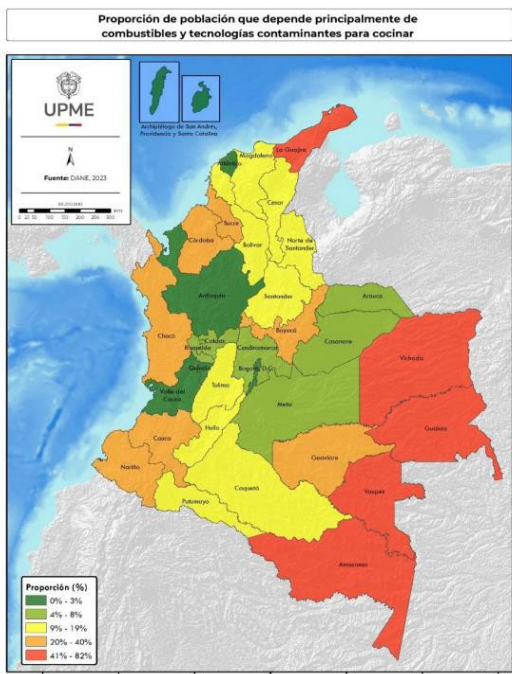 Proporción de población que depende principalmente de
combustibles y tecnologías contaminantes para cocinar
UPME
N
Fuente: DANE, 2023
Archipiélago de San Andres,
Providencia y Santa Catalina
La Guajira
Magdalena
Atlántico
Cesar
Sucre
Córdoba
Bolívar
Norte de
Santander
Antioquia
Santander
Arauca
Boyacá
Chocó
Caldas
Casanare
Risaralda
Cundinamarca
Vichada
Quindío
Bogotá, D.C.
Tolima
Valle del
Cauca
Meta
Guainía
Huila
Cauca
Guaviare
Nariño
Vaupés
Caquetá
Putumayo
Amazonas
Proporción (%)
0% - 3%
4% - 8%
9% - 19%
20% - 40%
41% - 82%